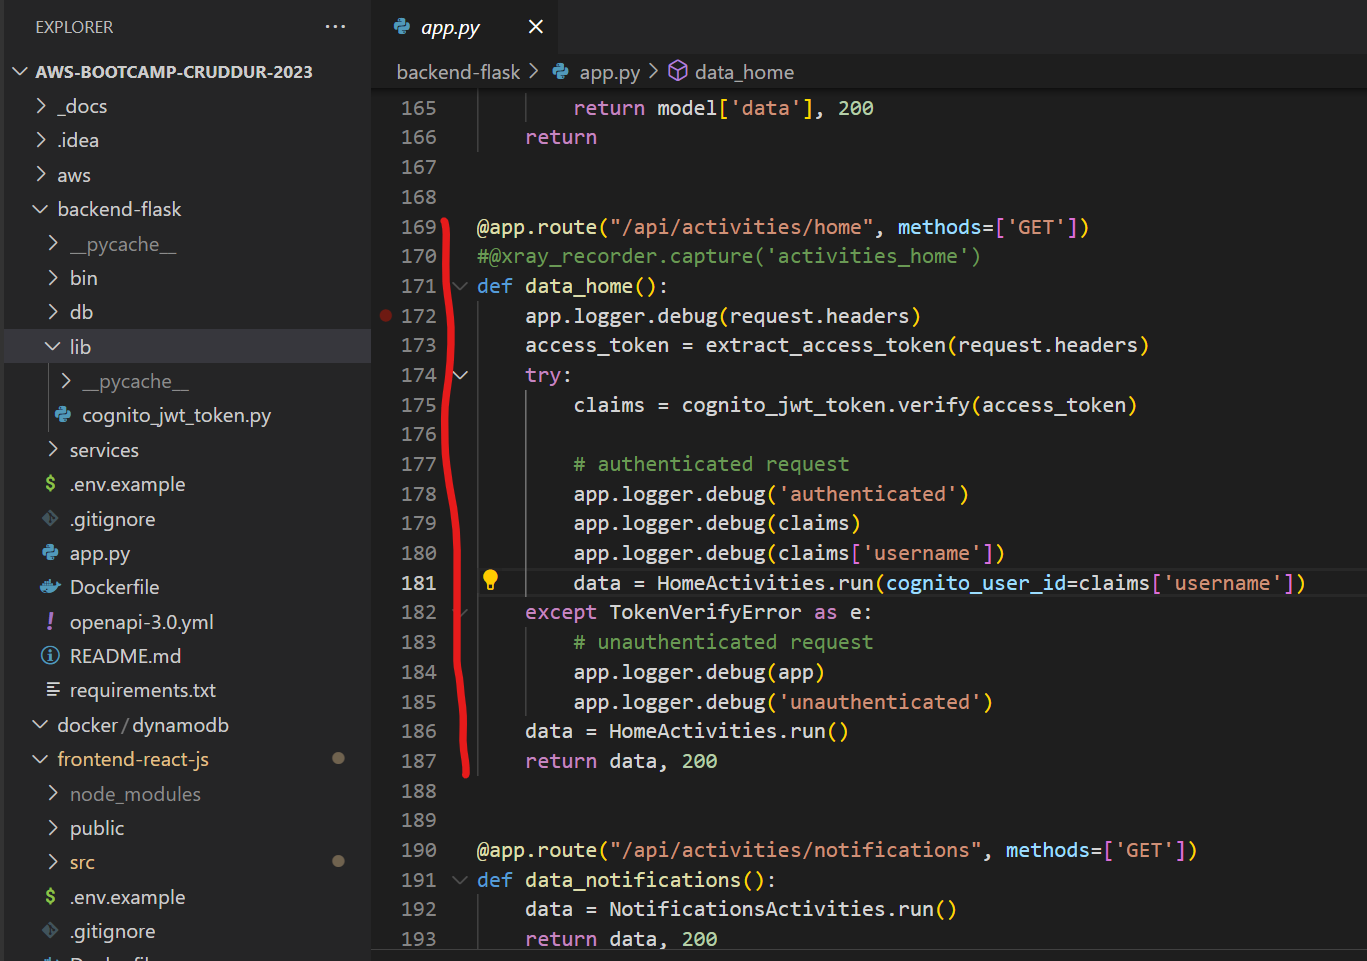 EXPLORER
···
AWS-BOOTCAMP-CRUDDUR-2023
_docs
.idea
aws
backend-flask
__pycache__
bin
db
lib
__pycache__
cognito_jwt_token.py
services
$ .env.example
.gitignore
app.py
Dockerfile
! openapi-3.0.yml
README.md
requirements.txt
docker / dynamodb
frontend-react-js
node_modules
public
src
$ .env.example
.gitignore
app.py
backend-flask > app.py > data_home
165 return model['data'], 200
166 return
167
168
169 @app.route("/api/activities/home", methods=['GET'])
170 #@xray_recorder.capture('activities_home')
171 def data_home():
172 app.logger.debug(request.headers)
173 access_token = extract_access_token(request.headers)
174 try:
175 claims = cognito_jwt_token.verify(access_token)
176
177 # authenticated request
178 app.logger.debug('authenticated')
179 app.logger.debug(claims)
180 app.logger.debug(claims['username'])
181 data = HomeActivities.run(cognito_user_id=claims['username'])
182 except TokenVerifyError as e:
183 # unauthenticated request
184 app.logger.debug(app)
185 app.logger.debug('unauthenticated')
186 data = HomeActivities.run()
187 return data, 200
188
189
190 @app.route("/api/activities/notifications", methods=['GET'])
191 def data_notifications():
192 data = NotificationsActivities.run()
193 return data, 200